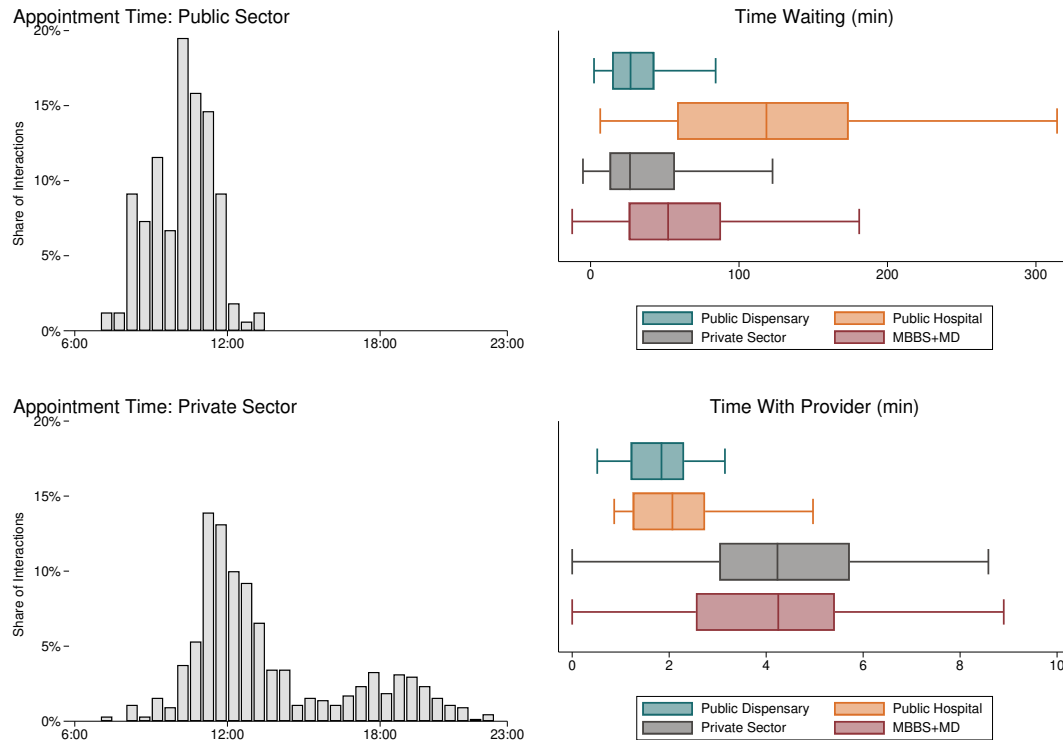 Appointment Time: Public Sector
20%
15%
10%
5%
0%
Share of Interactions
6:00 12:00 18:00 23:00
Time Waiting (min)
0 100 200 300
Public Dispensary Public Hospital
Private Sector MBBS+MD
Appointment Time: Private Sector
20%
15%
10%
5%
0%
Share of Interactions
6:00 12:00 18:00 23:00
Time With Provider (min)
0 2 4 6 8 10
Public Dispensary Public Hospital
Private Sector MBBS+MD